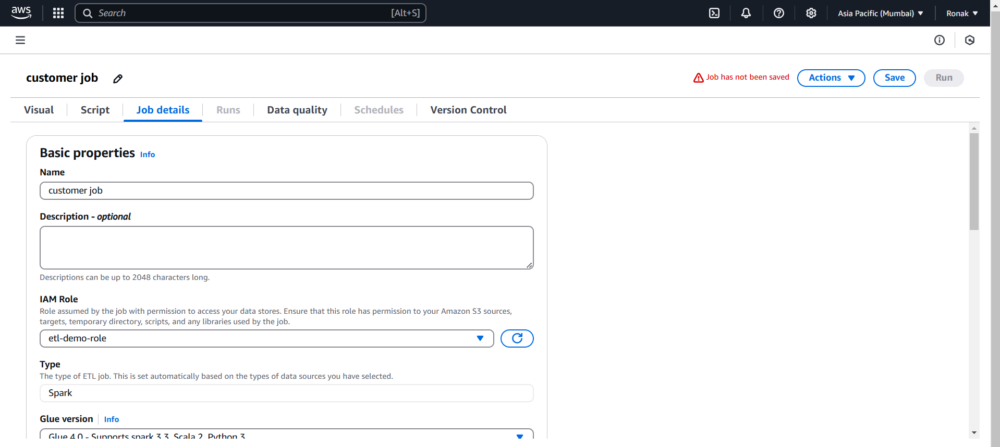 aws
Search [Alt+S]
Asia Pacific (Mumbai)
Ronak
customer job
Job has not been saved
Actions
Save
Run
Visual
Script
Job details
Runs
Data quality
Schedules
Version Control
Basic properties Info
Name
customer job
Description - optional
Descriptions can be up to 2048 characters long.
IAM Role
Role assumed by the job with permission to access your data stores. Ensure that this role has permission to your Amazon S3 sources,
targets, temporary directory, scripts, and any libraries used by the job.
etl-demo-role
Type
The type of ETL job. This is set automatically based on the types of data sources you have selected.
Spark
Glue version Info
Glue 4.0 - Supports spark 3.3, Scala 2, Python 3